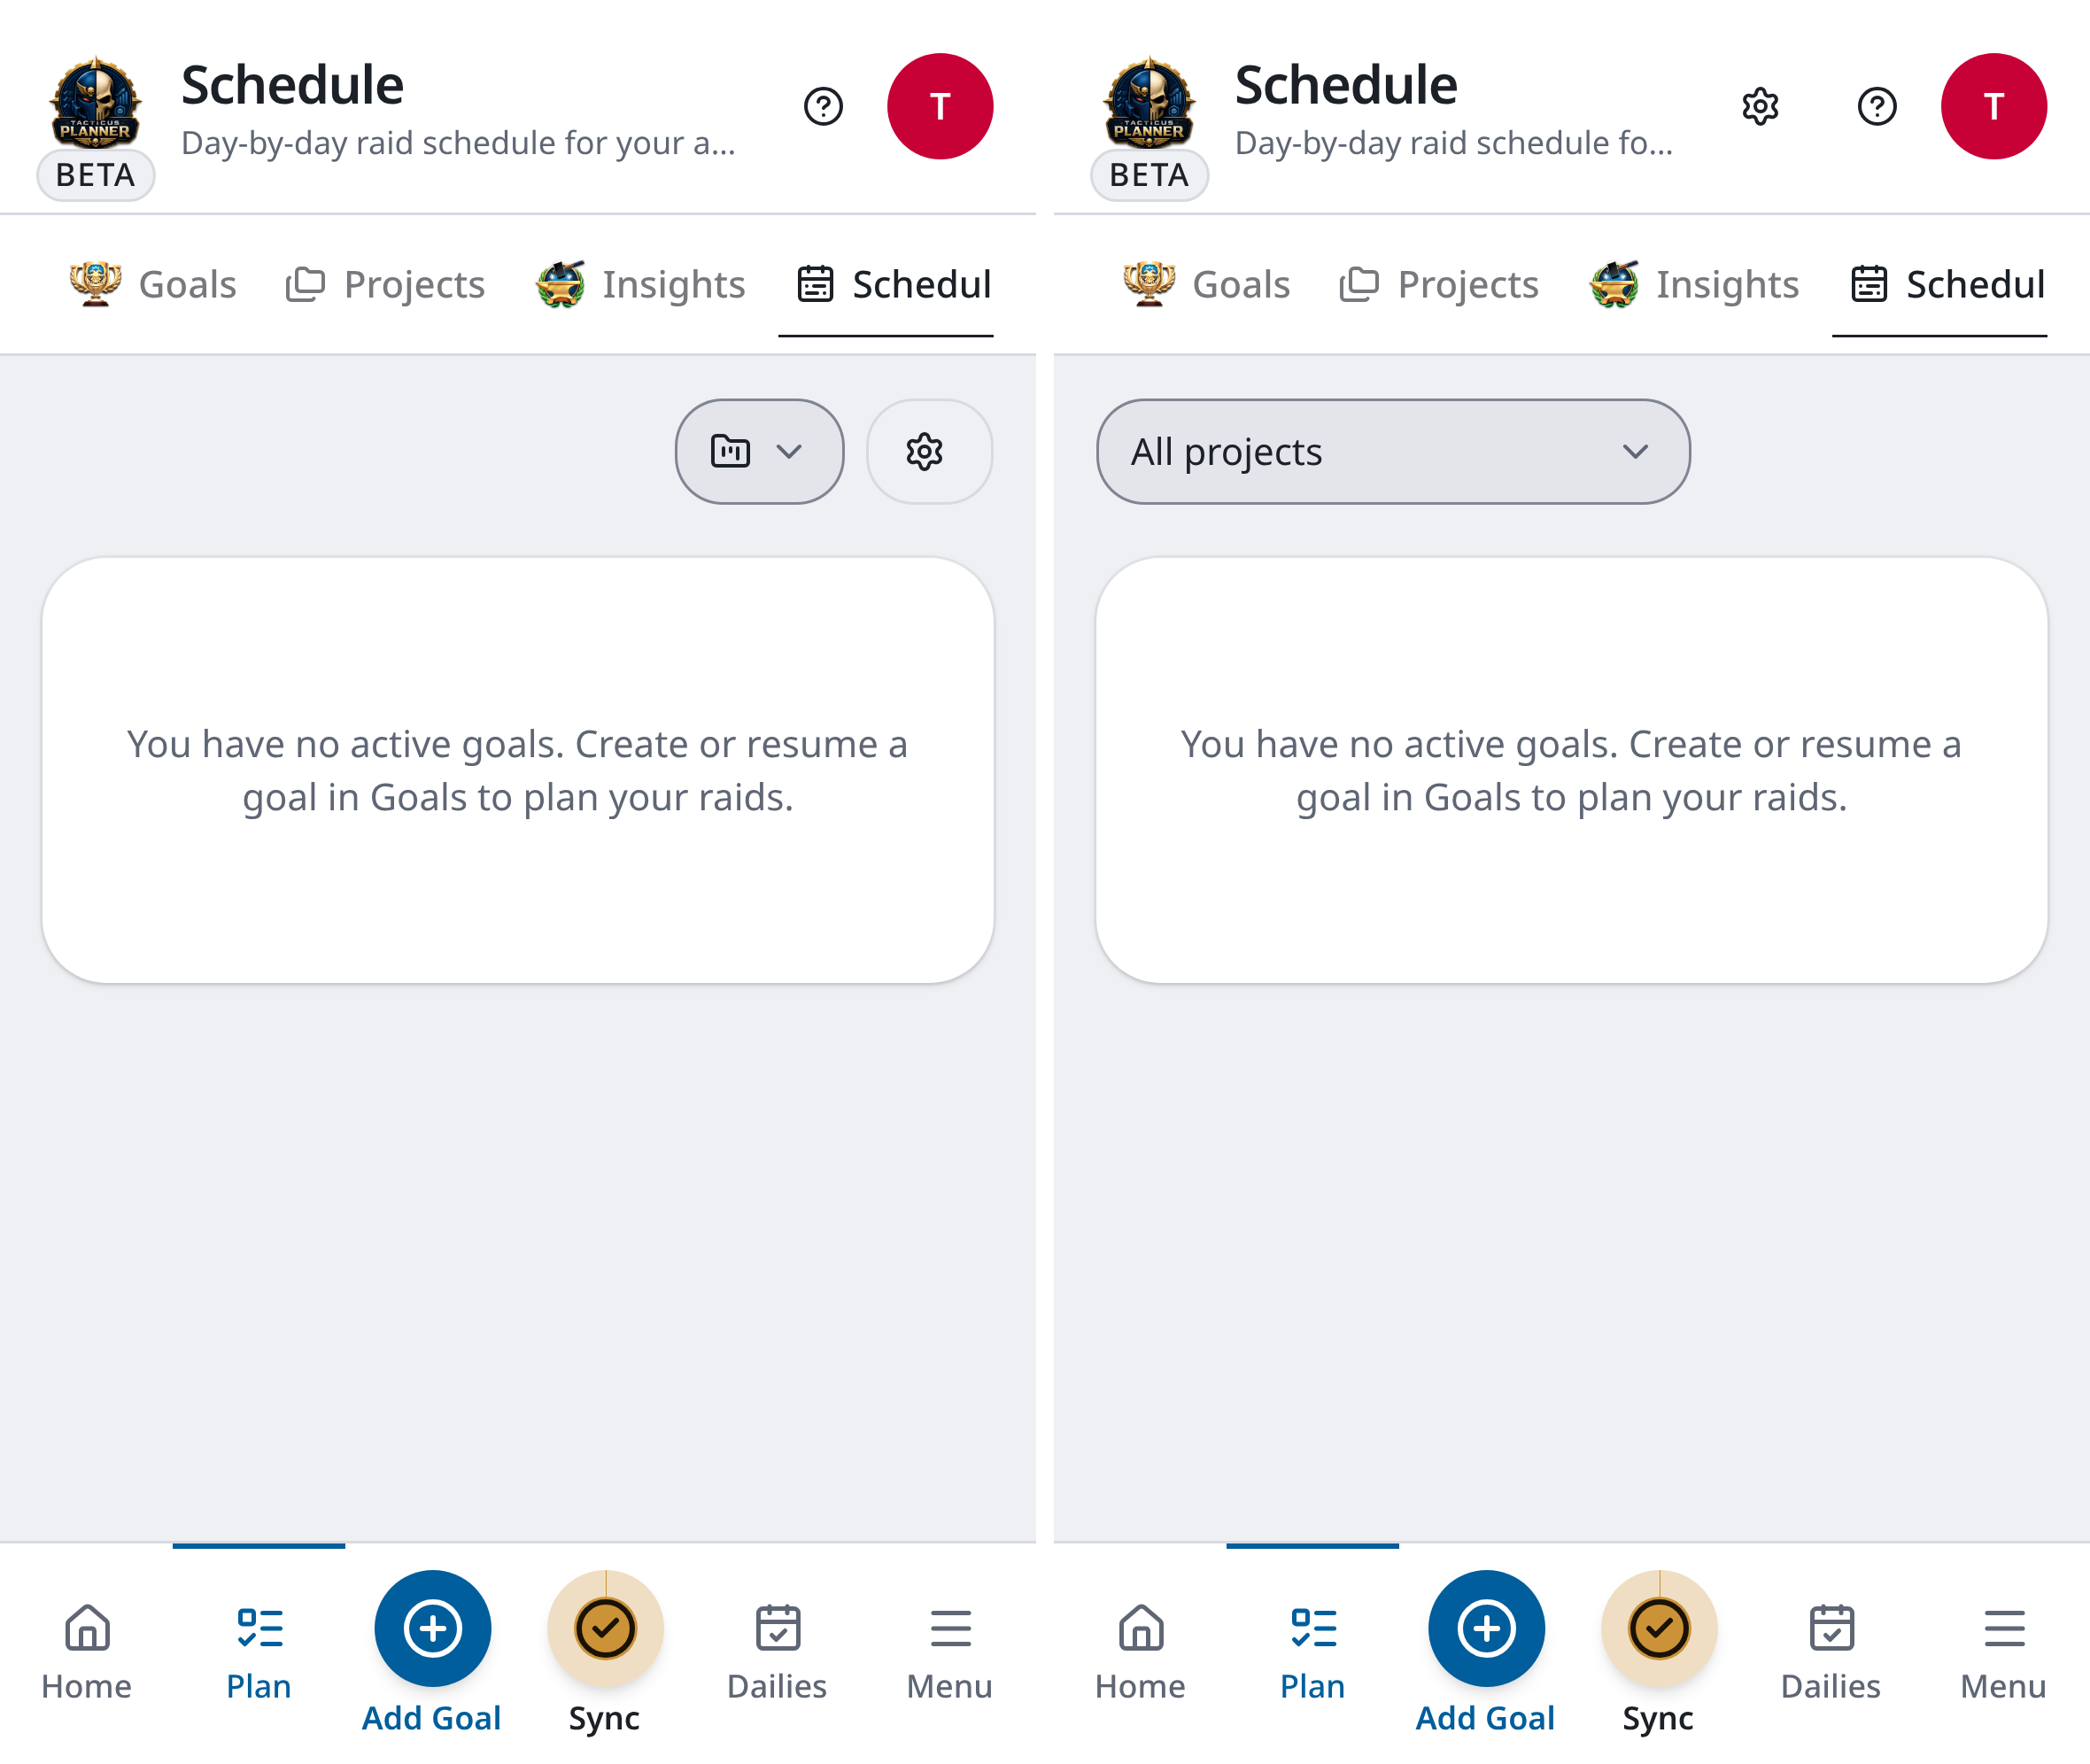 Schedule
Day-by-day raid schedule for your a...
TACTICUS
PLANNER
BETA
T
Goals
Projects
Insights
Schedul
You have no active goals. Create or resume a
goal in Goals to plan your raids.
Home
Plan
Add Goal
Sync
Dailies
Menu
Schedule
Day-by-day raid schedule fo...
TACTICUS
PLANNER
BETA
T
Goals
Projects
Insights
Schedul
All projects
You have no active goals. Create or resume a
goal in Goals to plan your raids.
Home
Plan
Add Goal
Sync
Dailies
Menu